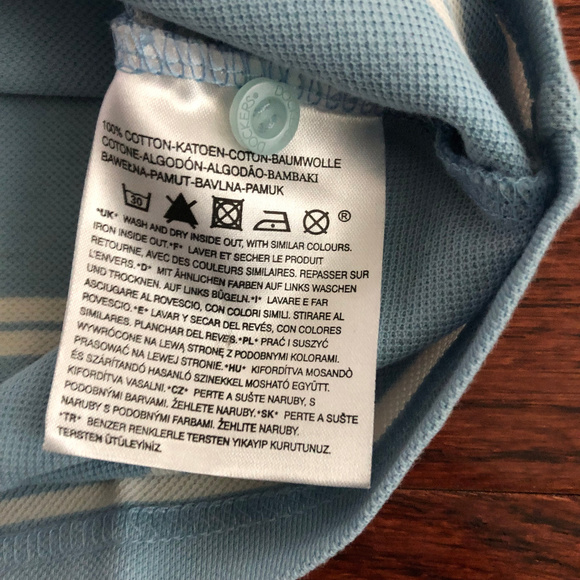 DOCKERS
100% COTTON-KATOEN-COTON-BAUMWOLLE
COTONE-ALGODÓN-ALGODÃO-BAMBAKI
BAWEŁNA-PAMUT-BAVLNA-PAMUK
30 ®
*UK* WASH AND DRY INSIDE OUT, WITH SIMILAR COLOURS.
IRON INSIDE OUT.*F* LAVER ET SECHER LE PRODUIT
RETOURNE, AVEC DES COULEURS SIMILAIRES. REPASSER SUR
L'ENVERS.*D* MIT ÄHNLICHEN FARBEN AUF LINKS WASCHEN
UND TROCKNEN. AUF LINKS BÜGELN.*I* LAVARE E FAR
ASCIUGARE AL ROVESCIO, CON COLORI SIMILI. STIRARE AL
ROVESCIO.*E* LAVAR Y SECAR DEL REVÉS, CON COLORES
SIMILARES. PLANCHAR DEL REVÉS.*PL* PRAĆ I SUSZYĆ
WYWRÓCONE NA LEWĄ STRONĘ Z PODOBNYMI KOLORAMI.
PRASOWAĆ NA LEWEJ STRONIE.*HU* KIFORDÍTVA MOSANDÓ
ÉS SZÁRÍTANDÓ HASANLÓ SZINEKKEL MOSHATÓ EGYÜTT.
KIFORDÍTVA VASALNI.*CZ* PERTE A SUŠTE NARUBY, S
PODOBNÝMI BARVAMI. ŽEHLETE NARUBY.*SK* PERTE A SUŠTE
NARUBY S PODOBNÝMI FARBAMI. ŽEHLITE NARUBY.
*TR* BENZER RENKLERLE TERSTEN YIKAYIP KURUTUNUZ.
TERSTEN ÜTÜLEYİNİZ.